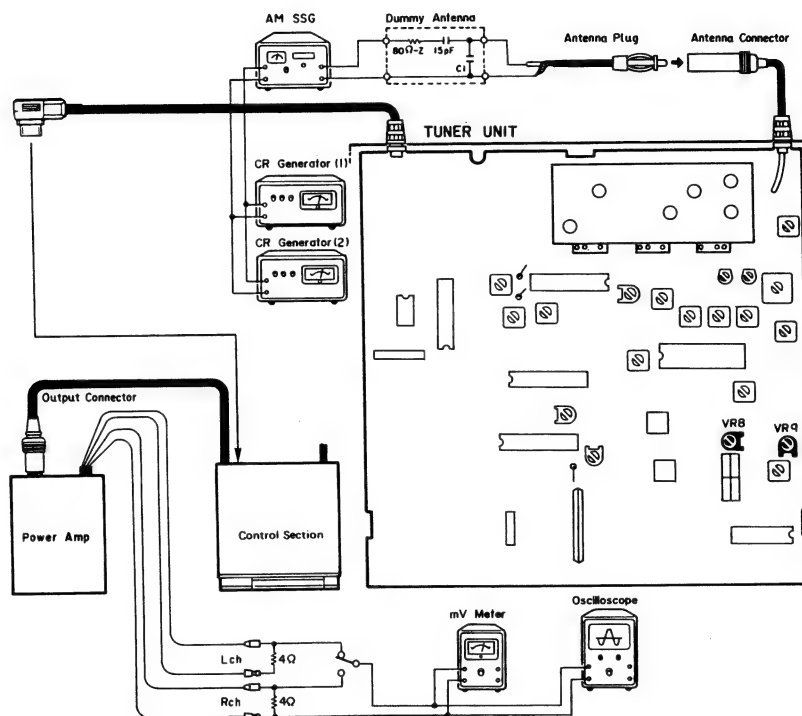 AM SSG
Dummy Antenna
80Ω-Z 15pF
C1
Antenna Plug
Antenna Connector
TUNER UNIT
CR Generator (1)
CR Generator (2)
Output Connector
VR8
VR9
Power Amp
Control Section
mV Meter
Oscilloscope
Lch
4Ω
Rch
4Ω